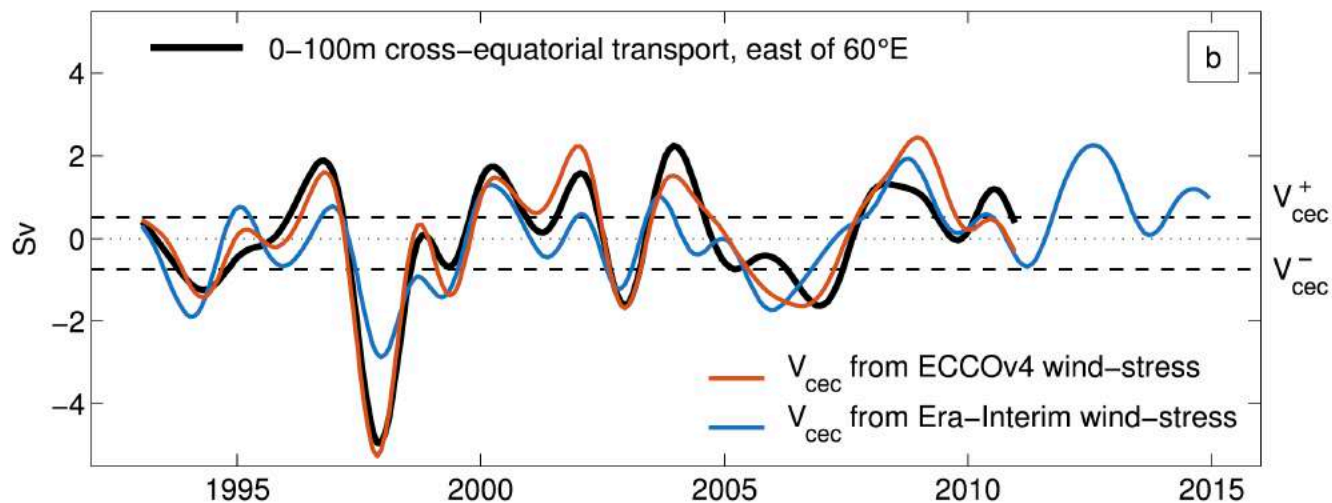 0−100m cross−equatorial transport, east of 60°E
b
4
2
0
−2
−4
Sv
V+cec
V−cec
Vcec from ECCOv4 wind−stress
Vcec from Era−Interim wind−stress
1995 2000 2005 2010 2015